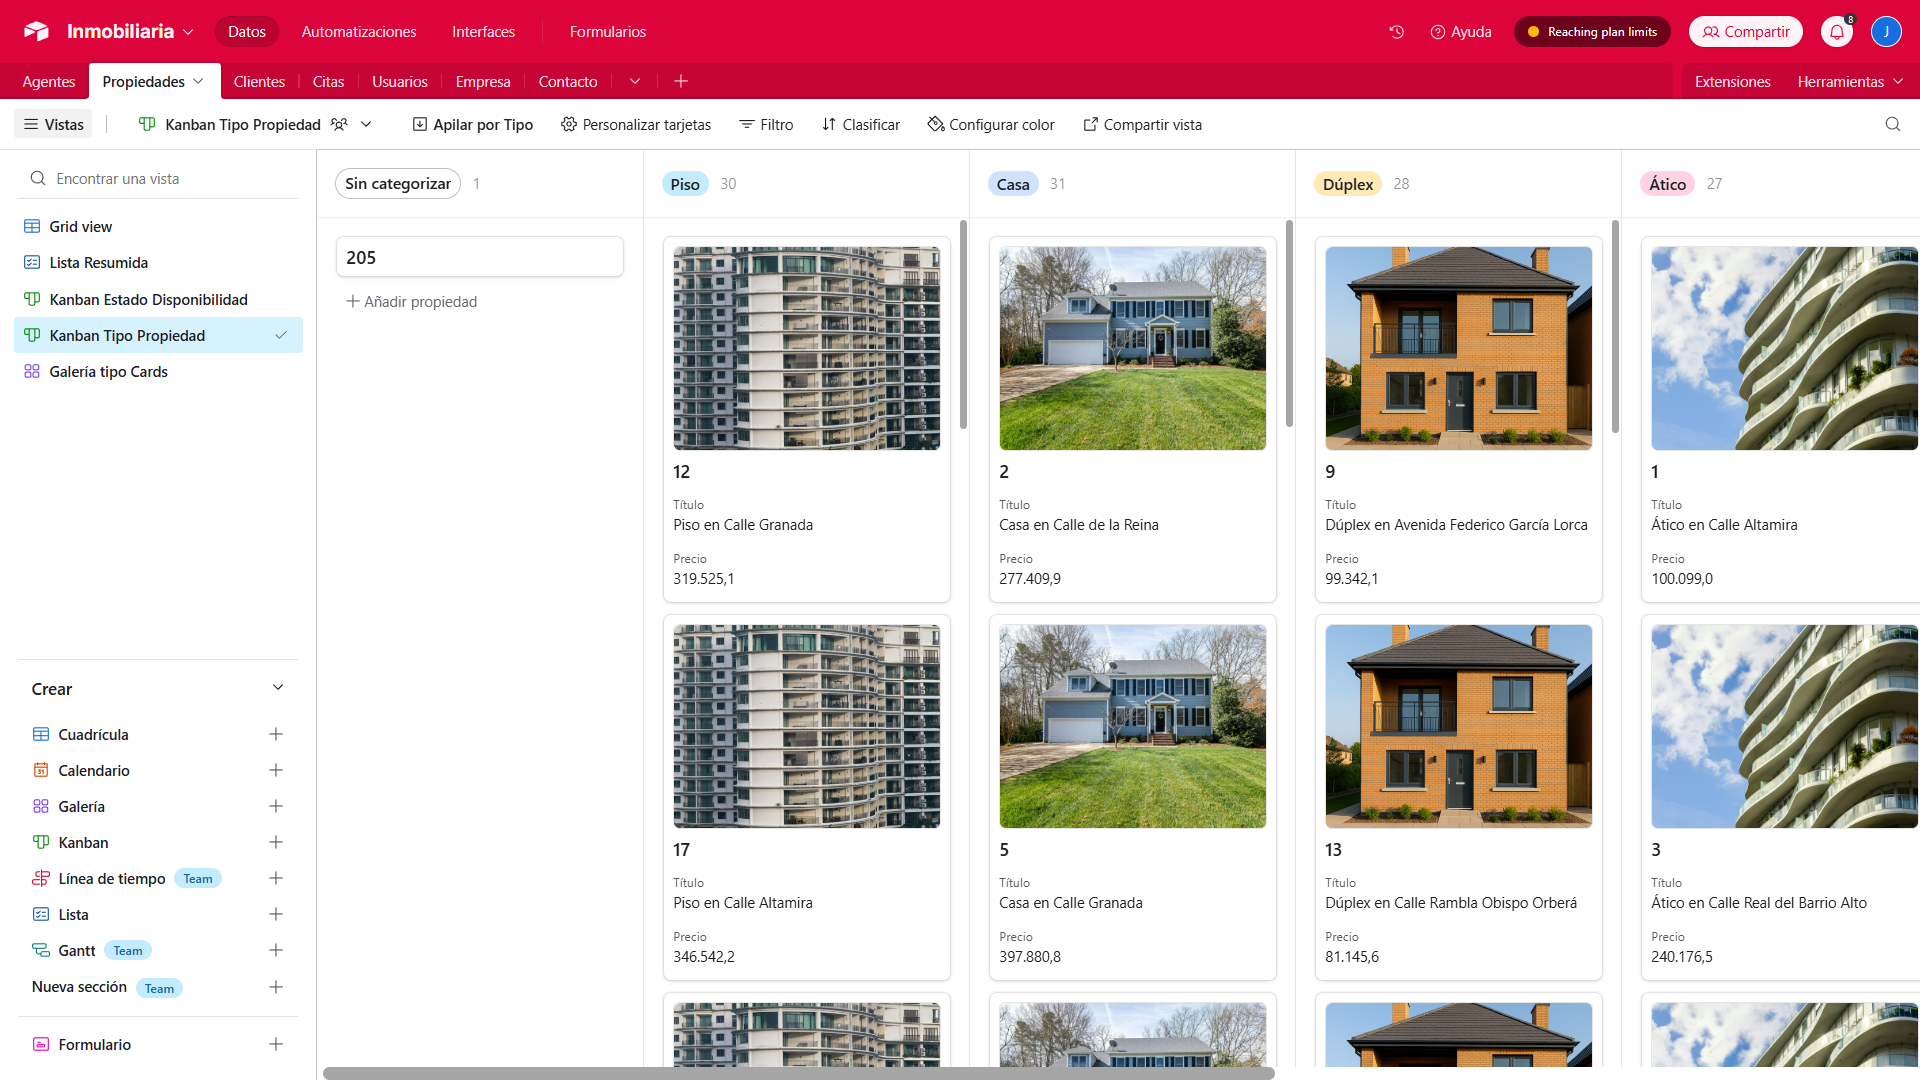 Inmobiliaria
Datos
Automatizaciones
Interfaces
Formularios
Ayuda
Reaching plan limits
Compartir
8
J
Agentes
Propiedades
Clientes
Citas
Usuarios
Empresa
Contacto
Extensiones
Herramientas
Vistas
Kanban Tipo Propiedad
Apilar por Tipo
Personalizar tarjetas
Filtro
Clasificar
Configurar color
Compartir vista
Encontrar una vista
Grid view
Lista Resumida
Kanban Estado Disponibilidad
Kanban Tipo Propiedad
Galería tipo Cards
Crear
Cuadrícula
Calendario
Galería
Kanban
Línea de tiempo Team
Lista
Gantt Team
Nueva sección Team
Formulario
Sin categorizar 1
205
Añadir propiedad
Piso 30
12
Título
Piso en Calle Granada
Precio
319.525,1
17
Título
Piso en Calle Altamira
Precio
346.542,2
Casa 31
2
Título
Casa en Calle de la Reina
Precio
277.409,9
5
Título
Casa en Calle Granada
Precio
397.880,8
Dúplex 28
9
Título
Dúplex en Avenida Federico García Lorca
Precio
99.342,1
13
Título
Dúplex en Calle Rambla Obispo Orberá
Precio
81.145,6
Ático 27
1
Título
Ático en Calle Altamira
Precio
100.099,0
3
Título
Ático en Calle Real del Barrio Alto
Precio
240.176,5